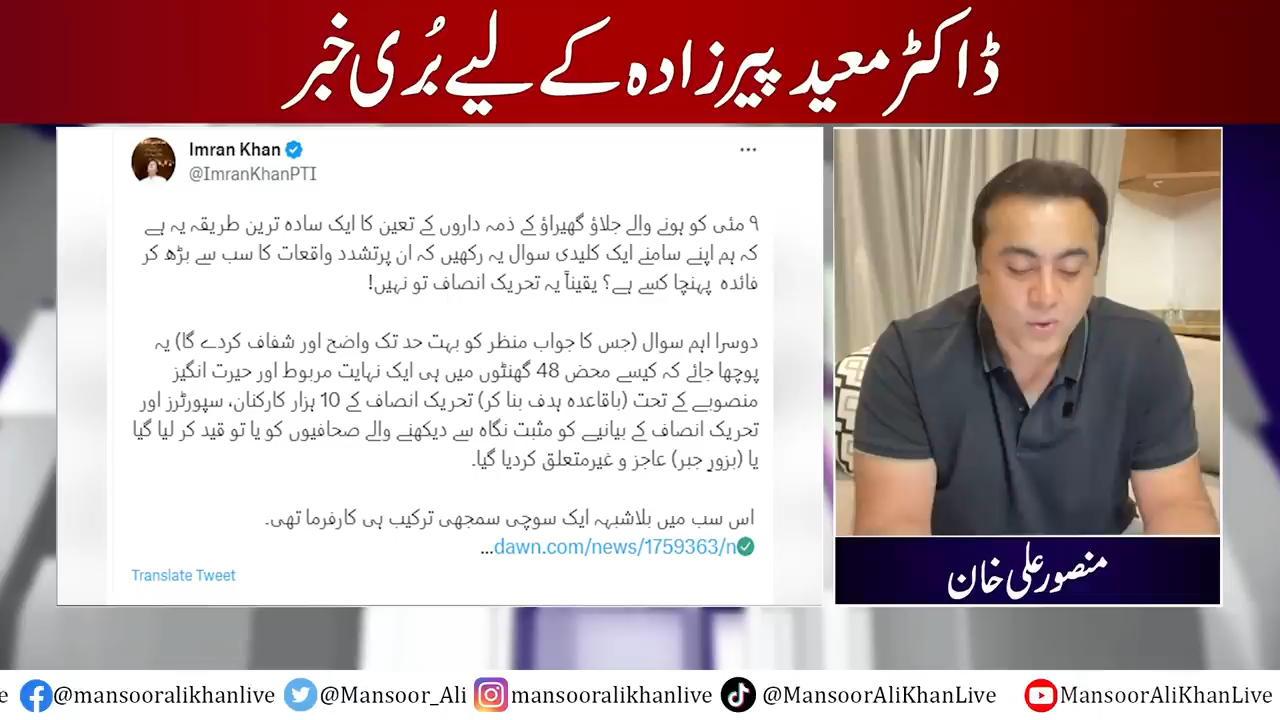 ڈاکٹر معید پیرزادہ کے لیے بُری خبر
Imran Khan
@ImranKhanPTI
۹ مئی کو ہونے والے جلاؤ گھیراؤ کے ذمہ داروں کے تعین کا ایک سادہ ترین طریقہ یہ ہے
کہ ہم اپنے سامنے ایک کلیدی سوال یہ رکھیں کہ ان پرتشدد واقعات کا سب سے بڑھ کر
فائدہ پہنچا کسے ہے؟ یقیناً یہ تحریک انصاف تو نہیں!
دوسرا اہم سوال (جس کا جواب منظر کو بہت حد تک واضح اور شفاف کردے گا) یہ
پوچھا جائے کہ کیسے محض 48 گھنٹوں میں ہی ایک نہایت مربوط اور حیرت انگیز
منصوبے کے تحت (باقاعدہ ہدف بنا کر) تحریک انصاف کے 10 ہزار کارکنان، سپورٹرز اور
تحریک انصاف کے بیانیے کو مثبت نگاہ سے دیکھنے والے صحافیوں کو یا تو قید کر لیا گیا
یا (بزورِ جبر) عاجز و غیرمتعلق کردیا گیا۔
اس سب میں بلاشبہہ ایک سوچی سمجھی ترکیب ہی کارفرما تھی۔
...dawn.com/news/1759363/n
Translate Tweet
منصور علی خان
e @mansooralikhanlive @Mansoor_Ali mansooralikhanlive @MansoorAliKhanLive MansoorAliKhanLive